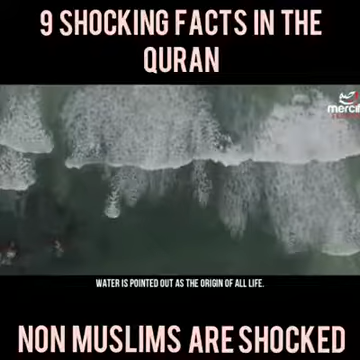 9 SHOCKING FACTS IN THE
QURAN
WATER IS POINTED OUT AS THE ORIGIN OF ALL LIFE.
NON MUSLIMS ARE SHOCKED